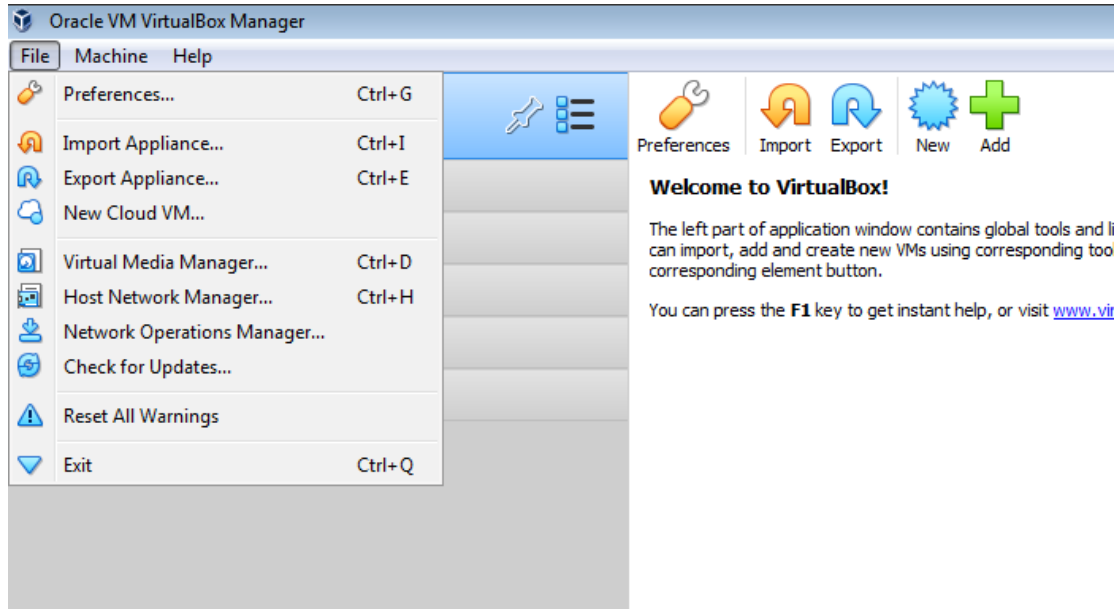 Oracle VM VirtualBox Manager
File Machine Help
Preferences... Ctrl+G
Import Appliance... Ctrl+I
Export Appliance... Ctrl+E
New Cloud VM...
Virtual Media Manager... Ctrl+D
Host Network Manager... Ctrl+H
Network Operations Manager...
Check for Updates...
Reset All Warnings
Exit Ctrl+Q
Preferences Import Export New Add
Welcome to VirtualBox!
The left part of application window contains global tools and
can import, add and create new VMs using corresponding
corresponding element button.
You can press the F1 key to get instant help, or visit